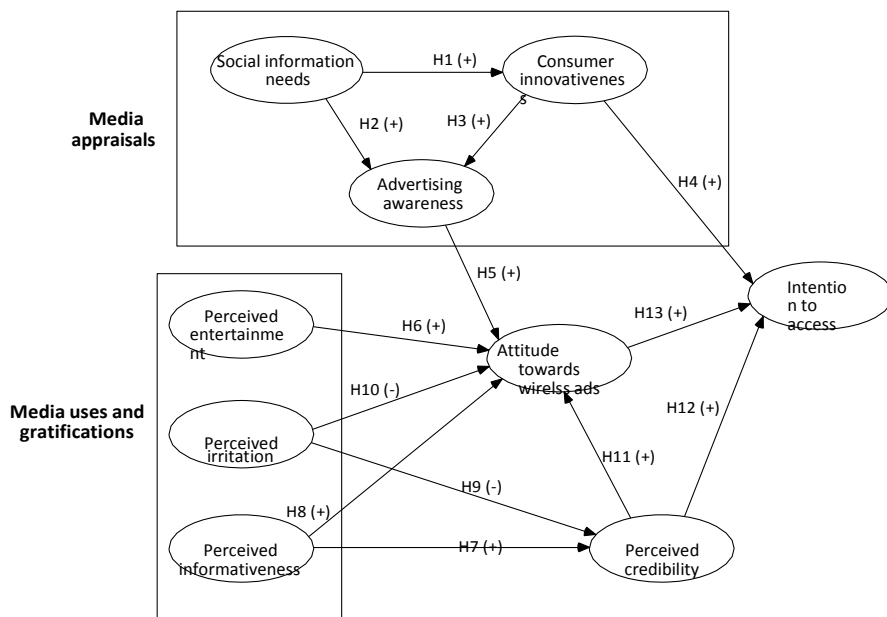 Social information
needs
H1 (+)
Consumer
innovativenes
s
H2 (+)
H3 (+)
Media
appraisals
Advertising
awareness
H4 (+)
H5 (+)
Intentio
n to
access
Perceived
entertainme
nt
H6 (+)
H13 (+)
Attitude
towards
wirelss ads
H10 (-)
Media uses and
gratifications
H12 (+)
Perceived
irritation
H11 (+)
H9 (-)
H8 (+)
H7 (+)
Perceived
informativeness
Perceived
credibility